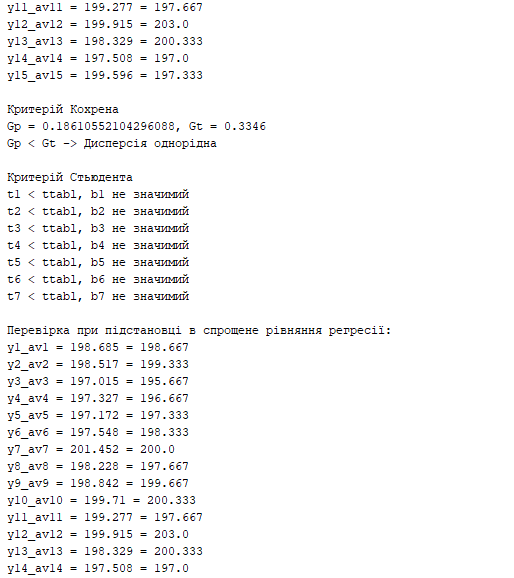 y11_av11 = 199.277 = 197.667
y12_av12 = 199.915 = 203.0
y13_av13 = 198.329 = 200.333
y14_av14 = 197.508 = 197.0
y15_av15 = 199.596 = 197.333
Критерій Кохрена
Gp = 0.18610552104296088, Gt = 0.3346
Gp < Gt -> Дисперсія однорідна
Критерій Стьюдента
t1 < ttabl, b1 не значимий
t2 < ttabl, b2 не значимий
t3 < ttabl, b3 не значимий
t4 < ttabl, b4 не значимий
t5 < ttabl, b5 не значимий
t6 < ttabl, b6 не значимий
t7 < ttabl, b7 не значимий
Перевірка при підстановці в спрощене рівняння регресії:
y1_av1 = 198.685 = 198.667
y2_av2 = 198.517 = 199.333
y3_av3 = 197.015 = 195.667
y4_av4 = 197.327 = 196.667
y5_av5 = 197.172 = 197.333
y6_av6 = 197.548 = 198.333
y7_av7 = 201.452 = 200.0
y8_av8 = 198.228 = 197.667
y9_av9 = 198.842 = 199.667
y10_av10 = 199.71 = 200.333
y11_av11 = 199.277 = 197.667
y12_av12 = 199.915 = 203.0
y13_av13 = 198.329 = 200.333
y14_av14 = 197.508 = 197.0